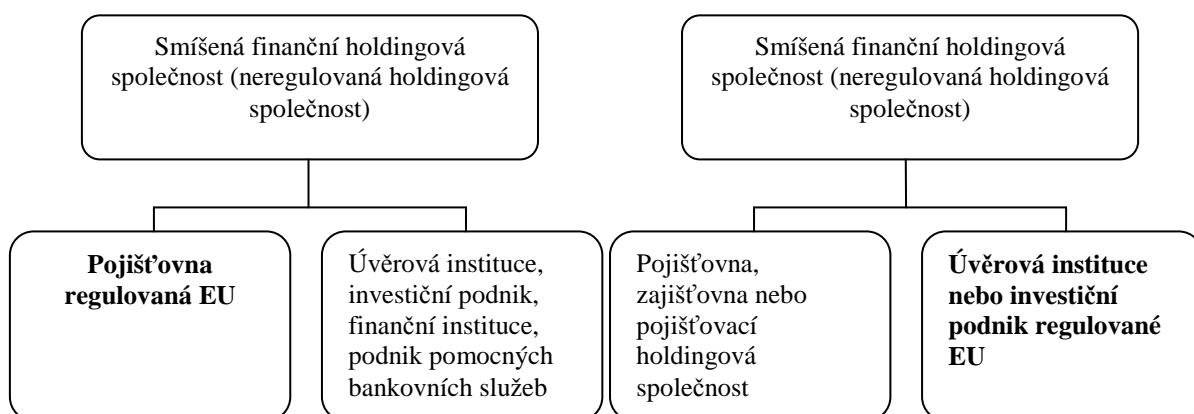 Smíšená finanční holdingová
společnost (neregulovaná holdingová
společnost)
Smíšená finanční holdingová
společnost (neregulovaná holdingová
společnost)
Pojišťovna
regulovaná EU
Úvěrová instituce,
investiční podnik,
finanční instituce,
podnik pomocných
bankovních služeb
Pojišťovna,
zajišťovna nebo
pojišťovací
holdingová
společnost
Úvěrová instituce
nebo investiční
podnik regulované
EU